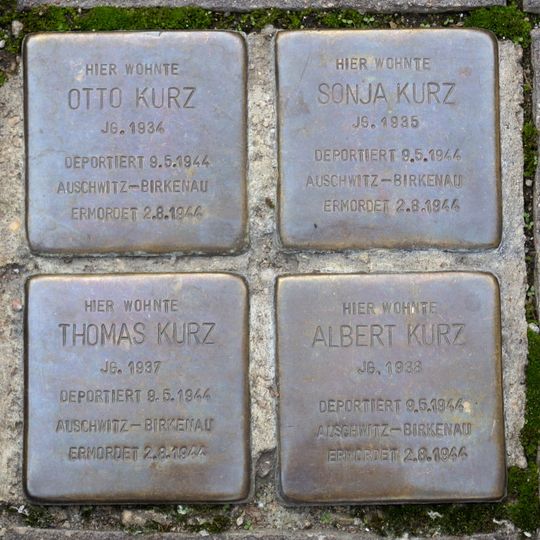 HIER WOHNTE
OTTO KURZ
JG. 1934
DEPORTIERT 9.5.1944
AUSCHWITZ-BIRKENAU
ERMORDET 2.8.1944
HIER WOHNTE
SONJA KURZ
JG. 1935
DEPORTIERT 9.5.1944
AUSCHWITZ-BIRKENAU
ERMORDET 2.8.1944
HIER WOHNTE
THOMAS KURZ
JG. 1937
DEPORTIERT 9.5.1944
AUSCHWITZ-BIRKENAU
ERMORDET 2.8.1944
HIER WOHNTE
ALBERT KURZ
JG. 1938
DEPORTIERT 9.5.1944
AUSCHWITZ-BIRKENAU
ERMORDET 2.8.1944